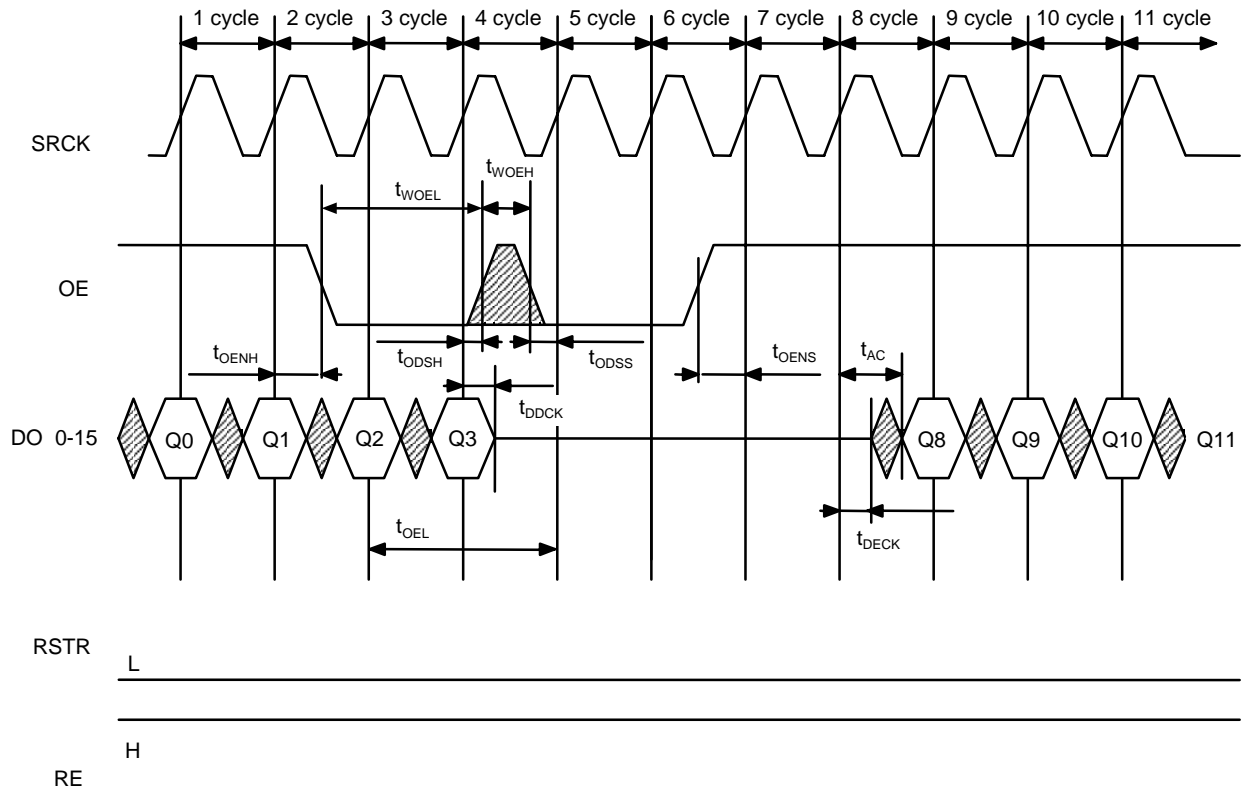 1 cycle 2 cycle 3 cycle 4 cycle 5 cycle 6 cycle 7 cycle 8 cycle 9 cycle 10 cycle 11 cycle
SRCK
tWOEH
tWOEL
OE
tOENH tODSH tODSS tOENS tAC
tDDCK
DO 0-15 Q0 Q1 Q2 Q3 Q8 Q9 Q10 Q11
tOEL tDECK
RSTR
L
H
RE